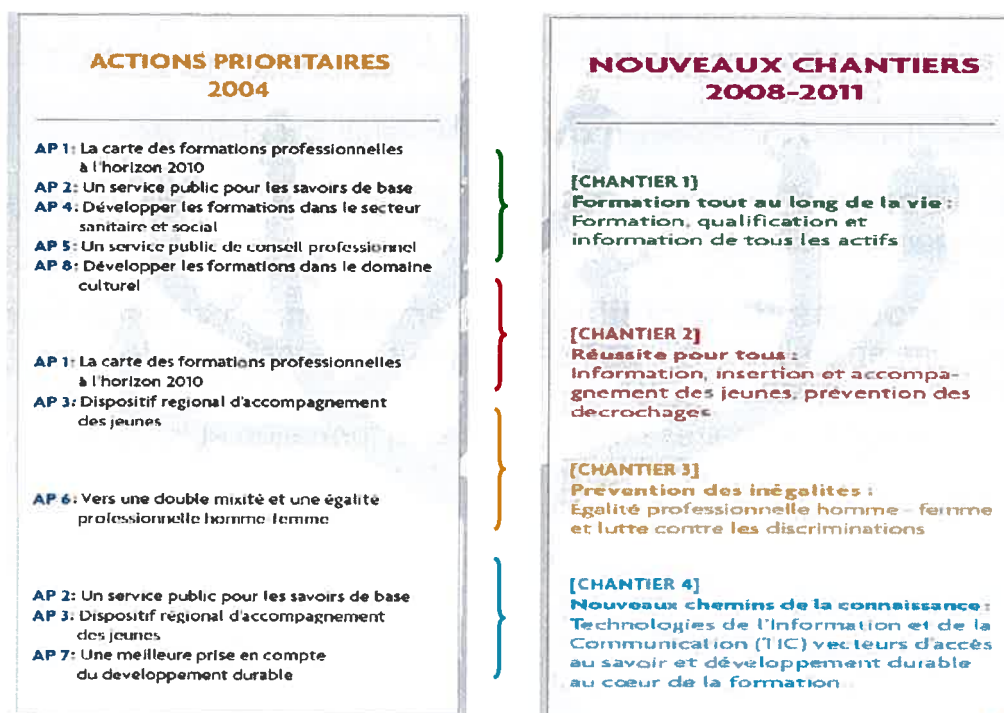 ACTIONS PRIORITAIRES
2004
AP 1: La carte des formations professionnelles
à l'horizon 2010
AP 2: Un service public pour les savoirs de base
AP 4: Développer les formations dans le secteur
sanitaire et social
AP 5: Un service public de conseil professionnel
AP 8: Développer les formations dans le domaine
culturel
AP 1: La carte des formations professionnelles
à l'horizon 2010
AP 3: Dispositif régional d'accompagnement
des jeunes
AP 6: Vers une double mixité et une égalité
professionnelle homme-femme
AP 2: Un service public pour les savoirs de base
AP 3: Dispositif régional d'accompagnement
des jeunes
AP 7: Une meilleure prise en compte
du developpement durable
NOUVEAUX CHANTIERS
2008-2011
[CHANTIER 1]
Formation tout au long de la vie :
Formation, qualification et
information de tous les actifs
[CHANTIER 2]
Réussite pour tous :
Information, insertion et accompa-
gnement des jeunes, prévention des
decrochages
[CHANTIER 3]
Prévention des inégalités :
Égalité professionnelle homme - femme
et lutte contre les discriminations
[CHANTIER 4]
Nouveaux chemins de la connaissance :
Technologies de l'Information et de la
Communication (TIC) vecteurs d'accès
au savoir et développement durable
au cœur de la formation